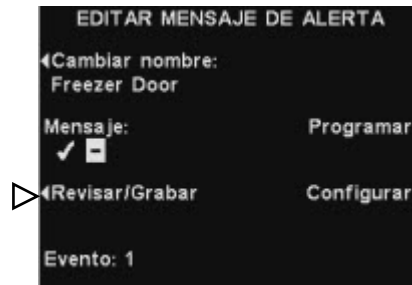 EDITAR MENSAJE DE ALERTA
Cambiar nombre:
Freezer Door
Mensaje: Programar
Revisar/Grabar Configurar
Evento: 1